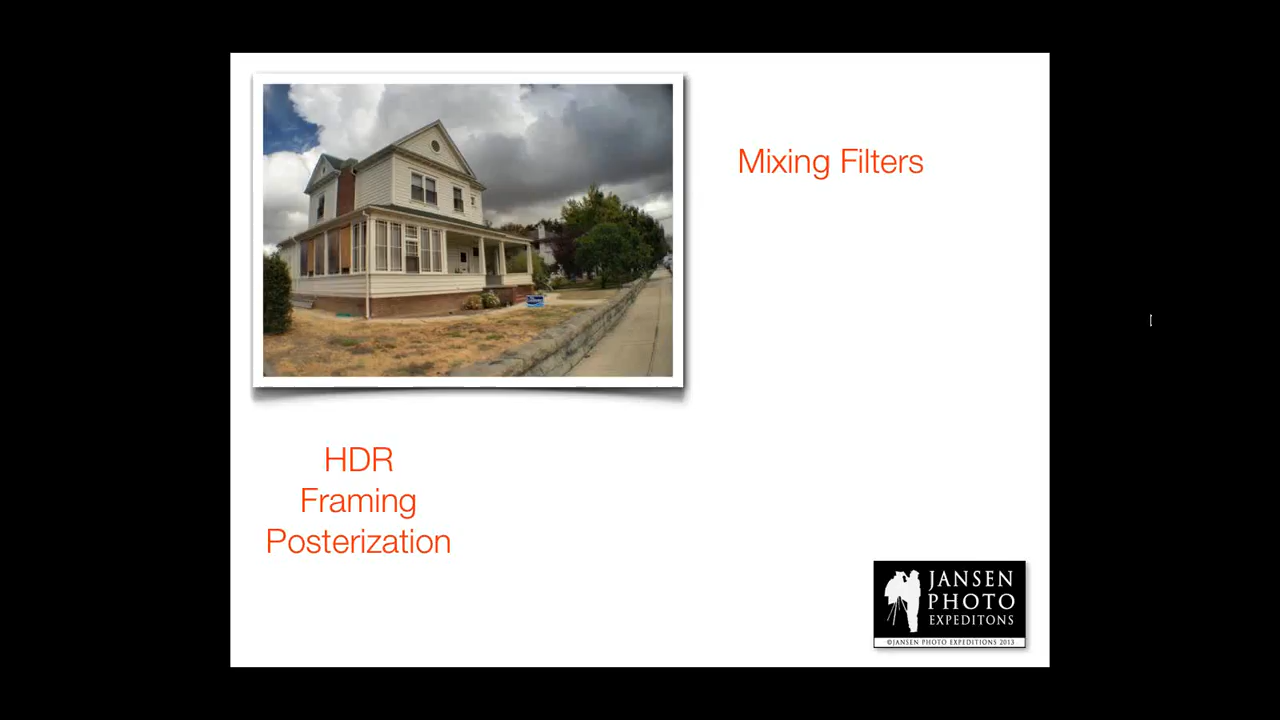 Mixing Filters
HDR
Framing
Posterization
JANSEN
PHOTO
EXPEDITONS
©JANSEN PHOTO EXPEDITIONS 2013